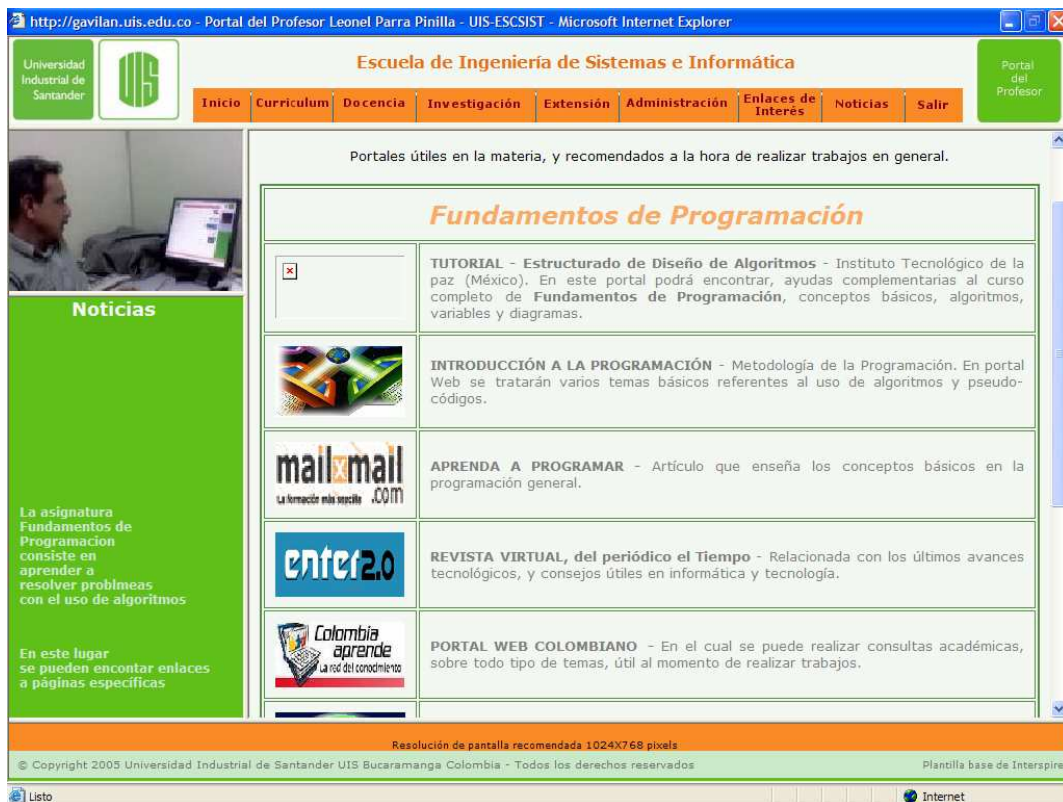 http://gavilan.uis.edu.co - Portal del Profesor Leonel Parra Pinilla - UIS-ESCSIST - Microsoft Internet Explorer
Universidad
Industrial de
Santander
UIS
Escuela de Ingeniería de Sistemas e Informática
Portal
del
Profesor
Inicio Curriculum Docencia Investigación Extensión Administración Enlaces de Interés Noticias Salir
Portales útiles en la materia, y recomendados a la hora de realizar trabajos en general.
Fundamentos de Programación
TUTORIAL - Estructurado de Diseño de Algoritmos - Instituto Tecnológico de la
paz (México). En este portal podrá encontrar, ayudas complementarias al curso
completo de Fundamentos de Programación, conceptos básicos, algoritmos,
variables y diagramas.
INTRODUCCIÓN A LA PROGRAMACIÓN - Metodología de la Programación. En portal
Web se tratarán varios temas básicos referentes al uso de algoritmos y pseudo-
códigos.
mailxmail
La formación más sencilla .com
APRENDA A PROGRAMAR - Artículo que enseña los conceptos básicos en la
programación general.
enter2.0
REVISTA VIRTUAL, del periódico el Tiempo - Relacionada con los últimos avances
tecnológicos, y consejos útiles en informática y tecnología.
Colombia
aprende
La red del conocimiento
PORTAL WEB COLOMBIANO - En el cual se puede realizar consultas académicas,
sobre todo tipo de temas, útil al momento de realizar trabajos.
Noticias
La asignatura
Fundamentos de
Programacion
consiste en
aprender a
resolver problmeas
con el uso de algoritmos
En este lugar
se pueden encontar enlaces
a páginas específicas
Resolución de pantalla recomendada 1024X768 pixels
© Copyright 2005 Universidad Industrial de Santander UIS Bucaramanga Colombia - Todos los derechos reservados
Plantilla base de Interspire
Listo
Internet